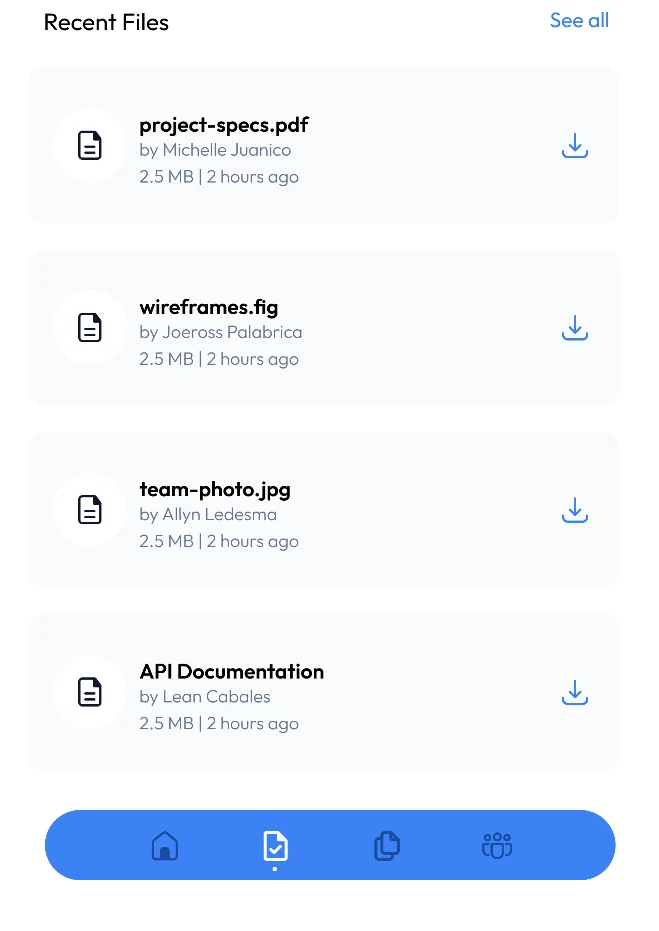 Recent Files
See all
project-specs.pdf
by Michelle Juanico
2.5 MB | 2 hours ago
wireframes.fig
by Joeross Palabrica
2.5 MB | 2 hours ago
team-photo.jpg
by Allyn Ledesma
2.5 MB | 2 hours ago
API Documentation
by Lean Cabales
2.5 MB | 2 hours ago